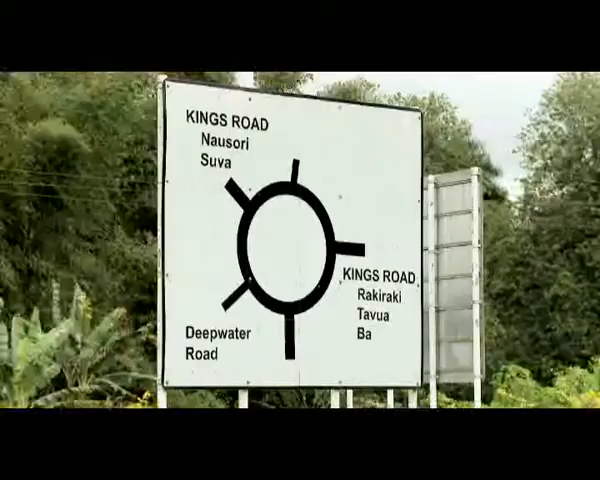 KINGS ROAD
Nausori
Suva
KINGS ROAD
Rakiraki
Tavua
Ba
Deepwater
Road